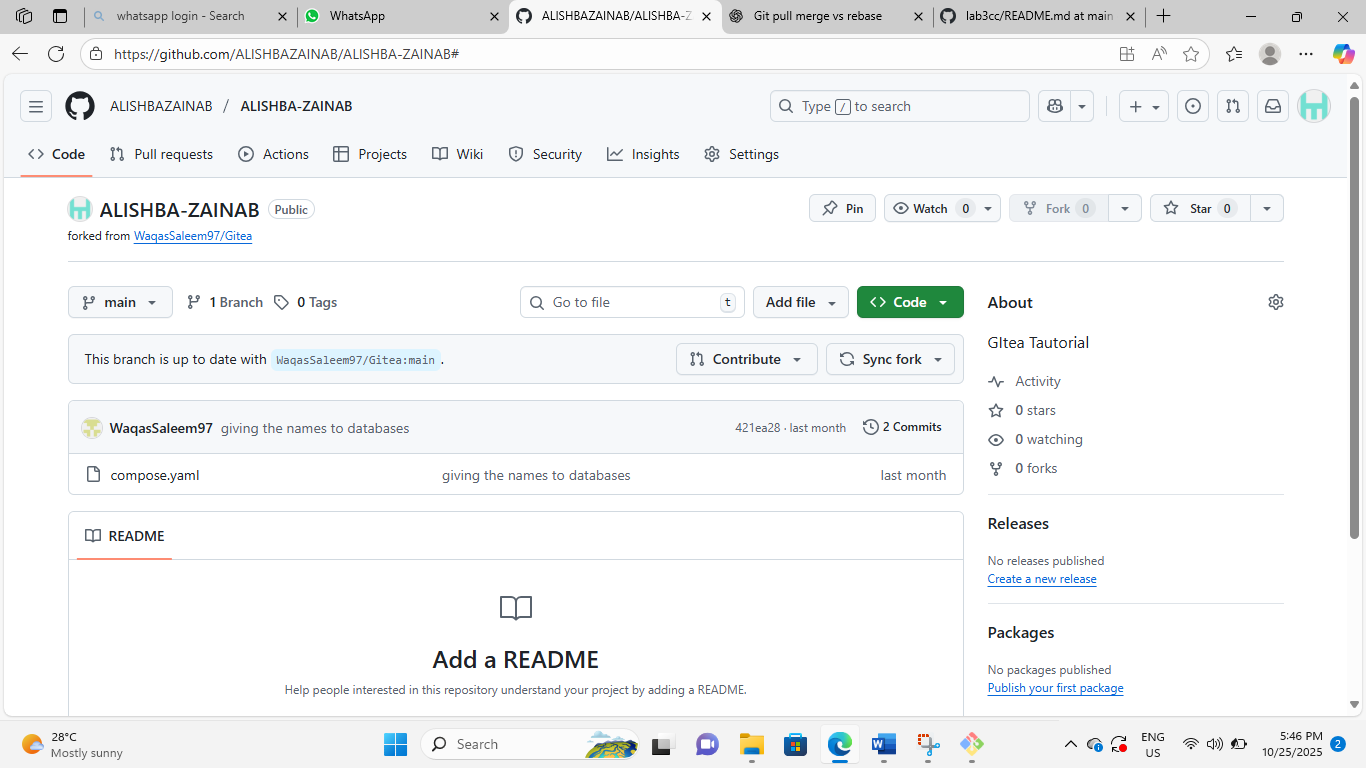 whatsapp login - Search
WhatsApp
ALISHBAZAINAB/ALISHBA-Z
Git pull merge vs rebase
lab3cc/README.md at main
https://github.com/ALISHBAZAINAB/ALISHBA-ZAINAB#
ALISHBAZAINAB / ALISHBA-ZAINAB
Type / to search
Code
Pull requests
Actions
Projects
Wiki
Security
Insights
Settings
ALISHBA-ZAINAB Public
Pin
Watch 0
Fork 0
Star 0
forked from WaqasSaleem97/Gitea
main
1 Branch
0 Tags
Go to file t
Add file
Code
About
This branch is up to date with WaqasSaleem97/Gitea:main .
Contribute
Sync fork
GItea Tautorial
Activity
0 stars
0 watching
0 forks
WaqasSaleem97 giving the names to databases
421ea28 · last month
2 Commits
compose.yaml
giving the names to databases
last month
README
Add a README
Help people interested in this repository understand your project by adding a README.
Releases
No releases published
Create a new release
Packages
No packages published
Publish your first package
28°C
Mostly sunny
Search
ENG
US
5:46 PM
10/25/2025
2